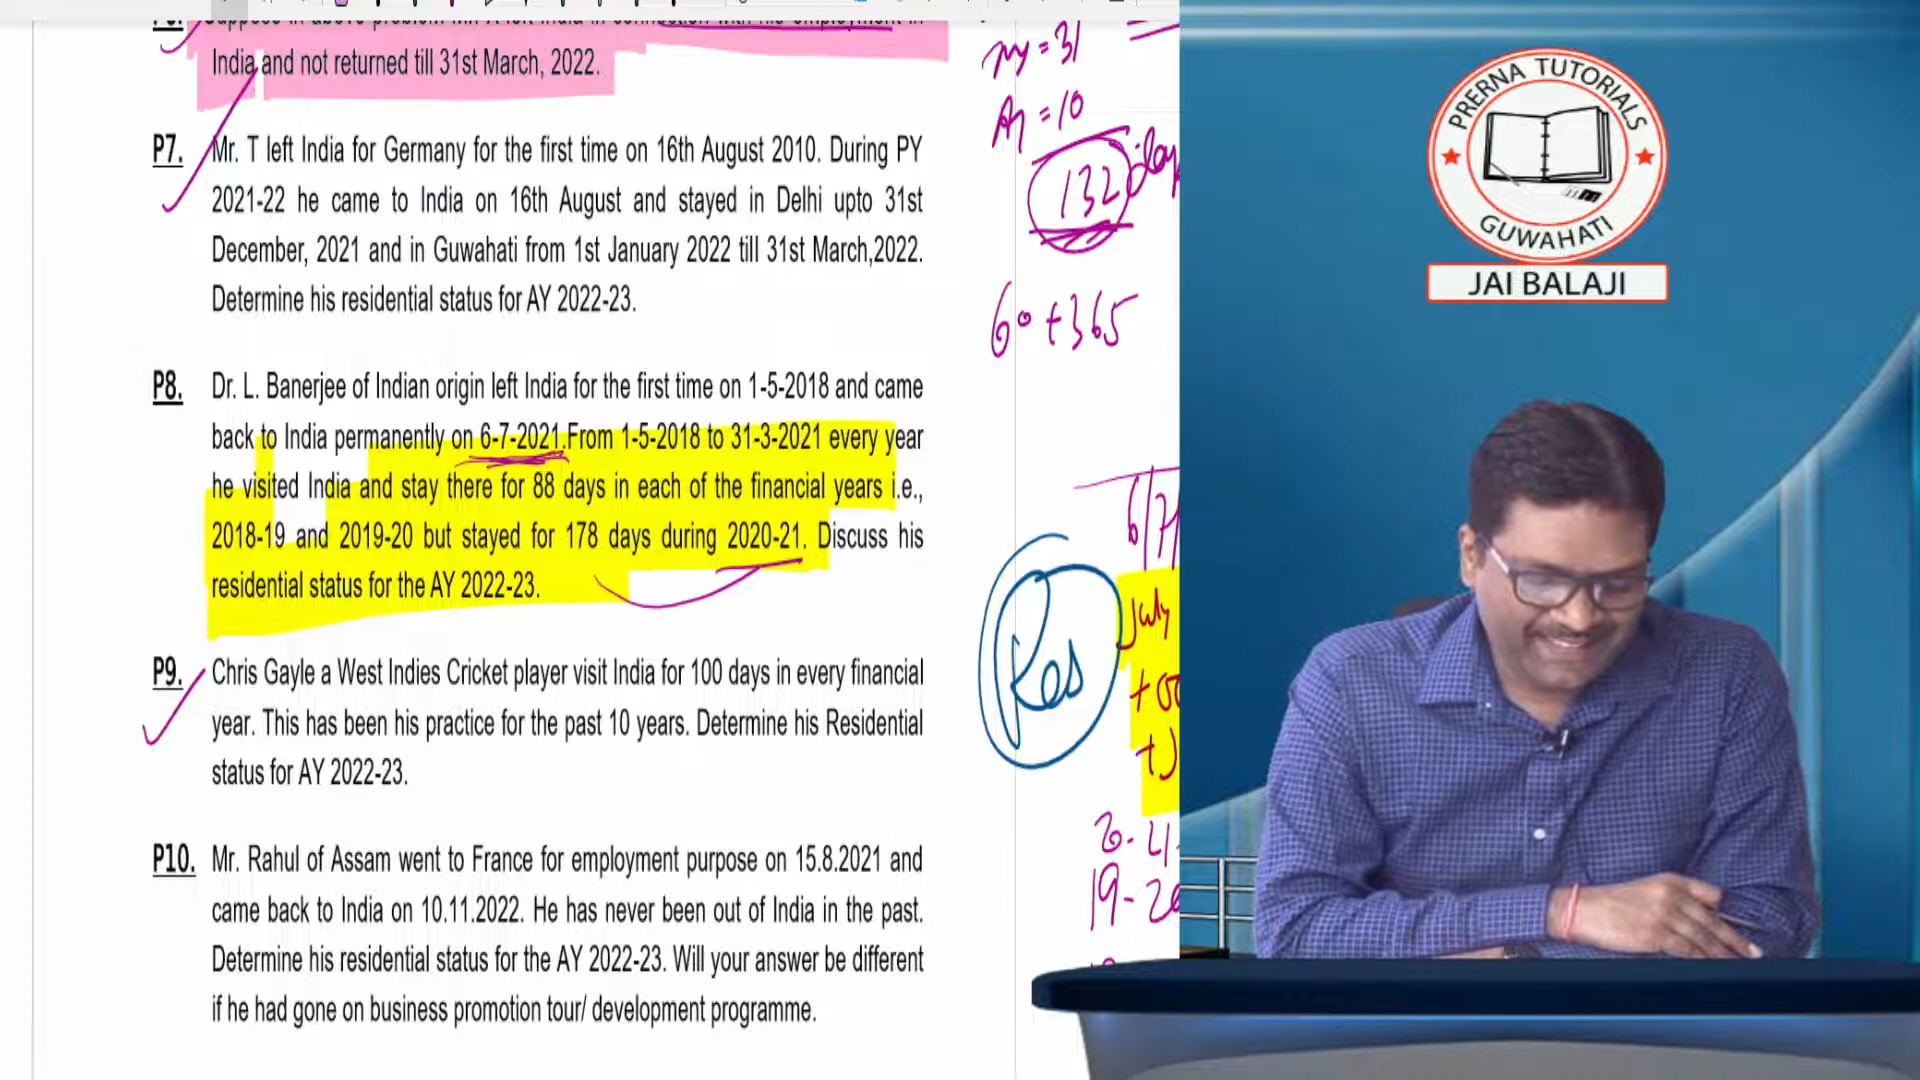 India and not returned till 31st March, 2022.
P7. Mr. T left India for Germany for the first time on 16th August 2010. During PY
2021-22 he came to India on 16th August and stayed in Delhi upto 31st
December, 2021 and in Guwahati from 1st January 2022 till 31st March,2022.
Determine his residential status for AY 2022-23.
P8. Dr. L. Banerjee of Indian origin left India for the first time on 1-5-2018 and came
back to India permanently on 6-7-2021.From 1-5-2018 to 31-3-2021 every year
he visited India and stay there for 88 days in each of the financial years i.e.,
2018-19 and 2019-20 but stayed for 178 days during 2020-21. Discuss his
residential status for the AY 2022-23.
P9. Chris Gayle a West Indies Cricket player visit India for 100 days in every financial
year. This has been his practice for the past 10 years. Determine his Residential
status for AY 2022-23.
P10. Mr. Rahul of Assam went to France for employment purpose on 15.8.2021 and
came back to India on 10.11.2022. He has never been out of India in the past.
Determine his residential status for the AY 2022-23. Will your answer be different
if he had gone on business promotion tour/ development programme.
= 31
= 10
132
60 + 365
6/7/
Res
July
19-20
PRERNA TUTORIALS
GUWAHATI
JAI BALAJI